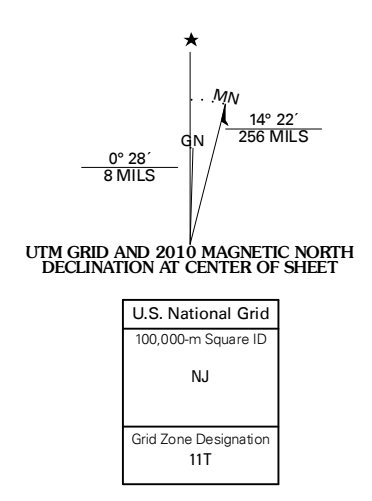 MN
14° 22´
256 MILS
GN
0° 28´
8 MILS
UTM GRID AND 2010 MAGNETIC NORTH
DECLINATION AT CENTER OF SHEET
U.S. National Grid
100,000-m Square ID
NJ
Grid Zone Designation
11T